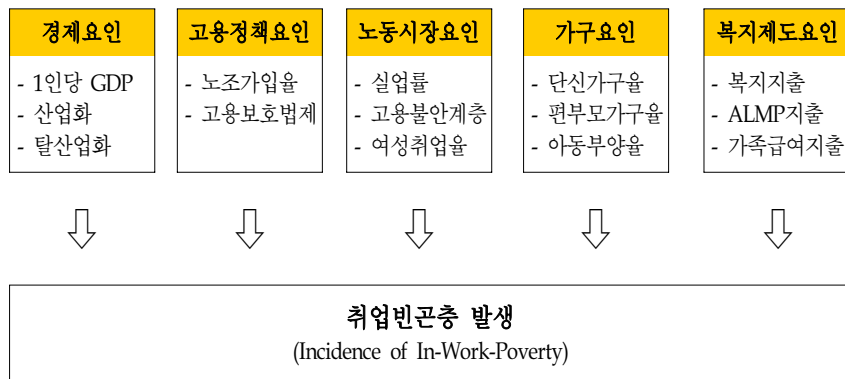 경제요인
- 1인당 GDP
- 산업화
- 탈산업화
고용정책요인
- 노조가입율
- 고용보호법제
노동시장요인
- 실업률
- 고용불안계층
- 여성취업율
가구요인
- 단신가구율
- 편부모가구율
- 아동부양율
복지제도요인
- 복지지출
- ALMP지출
- 가족급여지출
취업빈곤층 발생
(Incidence of In-Work-Poverty)